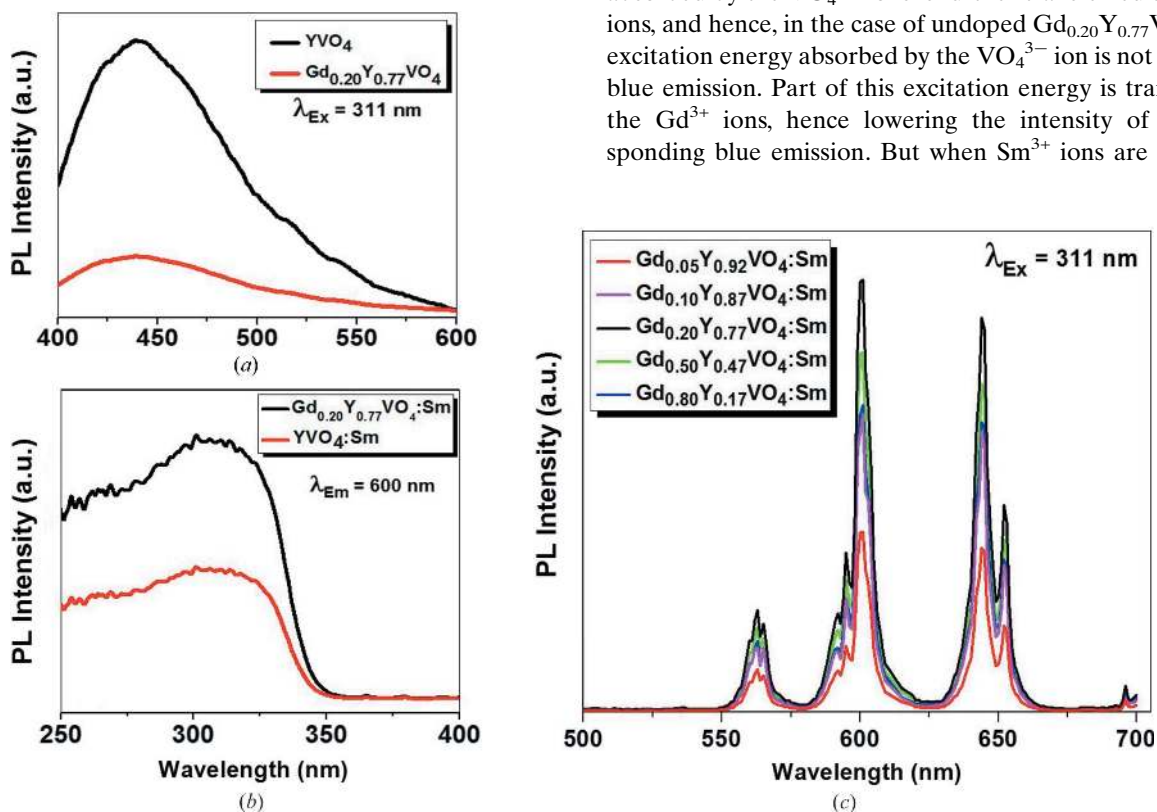 ions, and hence, in the case of undoped Gd0.20Y0.77V
excitation energy absorbed by the VO4 3− ion is not
blue emission. Part of this excitation energy is tran
the Gd3+ ions, hence lowering the intensity of
sponding blue emission. But when Sm3+ ions are
PL Intensity (a.u.)
YVO4
Gd0.20Y0.77VO4
λEx = 311 nm
400 450 500 550 600
(a)
PL Intensity (a.u.)
Gd0.20Y0.77VO4:Sm
YVO4:Sm
λEm = 600 nm
250 300 350 400
Wavelength (nm)
(b)
PL Intensity (a.u.)
Gd0.05Y0.92VO4:Sm
Gd0.10Y0.87VO4:Sm
Gd0.20Y0.77VO4:Sm
Gd0.50Y0.47VO4:Sm
Gd0.80Y0.17VO4:Sm
λEx = 311 nm
500 550 600 650 700
Wavelength (nm)
(c)